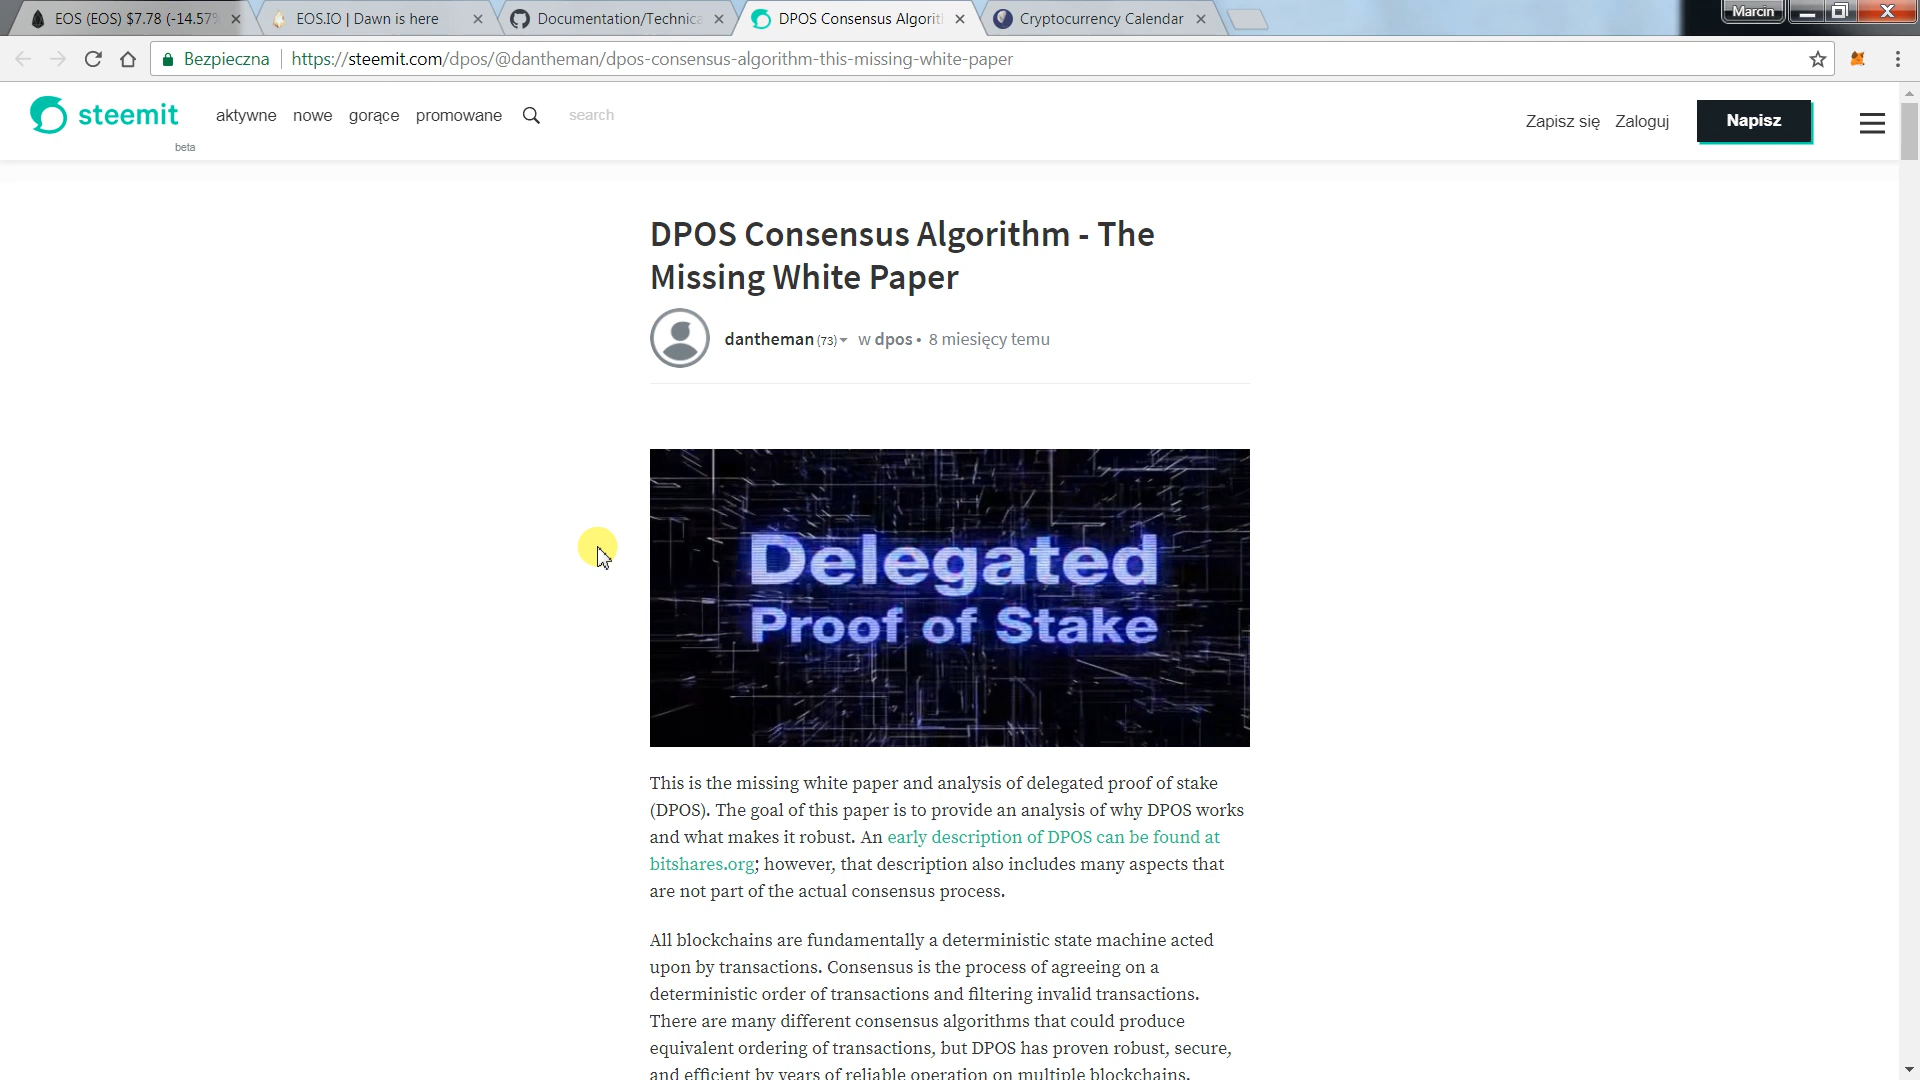 EOS (EOS) $7.78 (-14.57%
EOS.IO | Dawn is here
Documentation/Technica
DPOS Consensus Algorit
Cryptocurrency Calendar
Marcin
Bezpieczna
https://steemit.com/dpos/@dantheman/dpos-consensus-algorithm-this-missing-white-paper
steemit
beta
aktywne nowe gorące promowane
search
Zapisz się Zaloguj
Napisz
DPOS Consensus Algorithm - The
Missing White Paper
dantheman (73) w dpos • 8 miesięcy temu
Delegated
Proof of Stake
This is the missing white paper and analysis of delegated proof of stake
(DPOS). The goal of this paper is to provide an analysis of why DPOS works
and what makes it robust. An early description of DPOS can be found at
bitshares.org; however, that description also includes many aspects that
are not part of the actual consensus process.
All blockchains are fundamentally a deterministic state machine acted
upon by transactions. Consensus is the process of agreeing on a
deterministic order of transactions and filtering invalid transactions.
There are many different consensus algorithms that could produce
equivalent ordering of transactions, but DPOS has proven robust, secure,
and efficient by years of reliable operation on multiple blockchains.